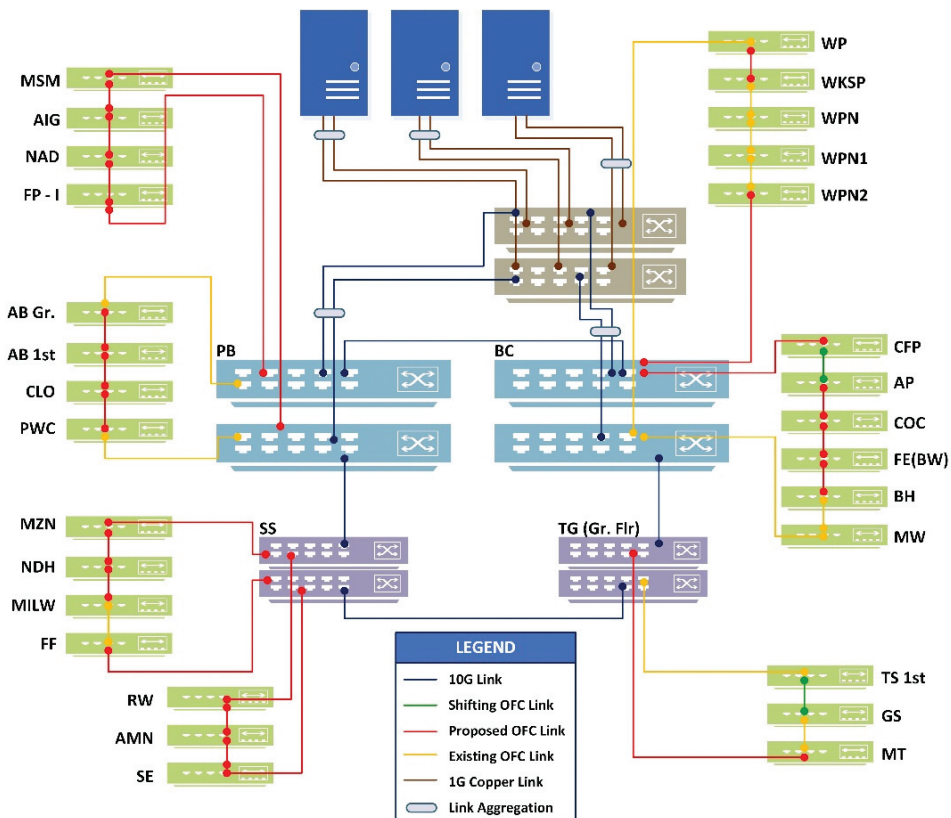 MSM
AIG
NAD
FP - I
WP
WKSP
WPN
WPN1
WPN2
AB Gr.
AB 1st
CLO
PWC
PB
BC
CFP
AP
COC
FE(BW)
BH
MW
MZN
NDH
MILW
FF
SS
TG (Gr. Flr)
RW
AMN
SE
LEGEND
10G Link
Shifting OFC Link
Proposed OFC Link
Existing OFC Link
1G Copper Link
Link Aggregation
TS 1st
GS
MT